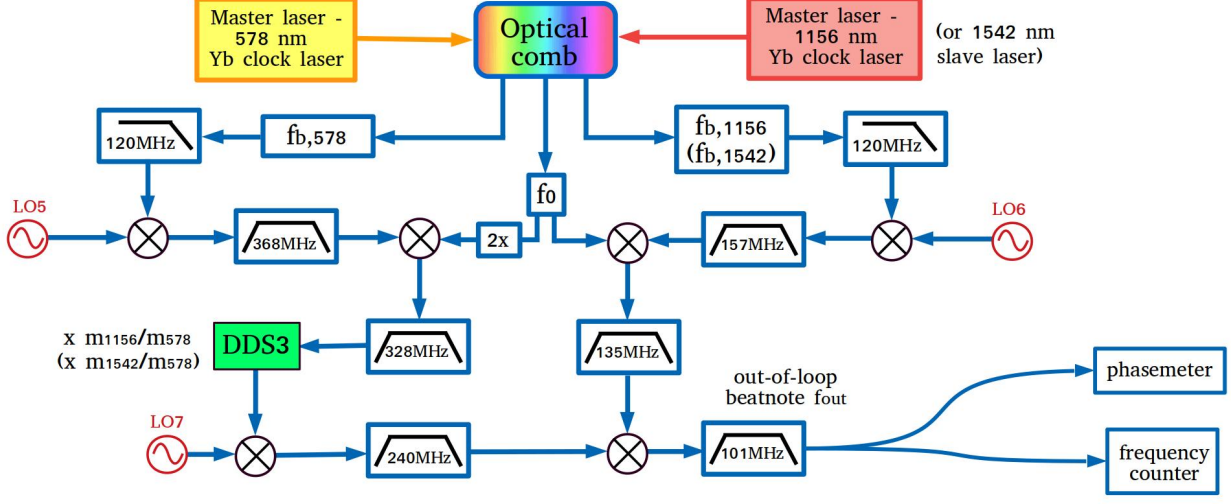 Master laser -
578 nm
Yb clock laser
Optical
comb
Master laser -
1156 nm
Yb clock laser
(or 1542 nm
slave laser)
120MHz
fb,578
fb,1156
(fb,1542)
120MHz
f0
LO5
368MHz
2x
157MHz
LO6
x m1156/m578
(x m1542/m578)
DDS3
328MHz
135MHz
out-of-loop
beatnote fout
phasemeter
LO7
240MHz
101MHz
frequency
counter